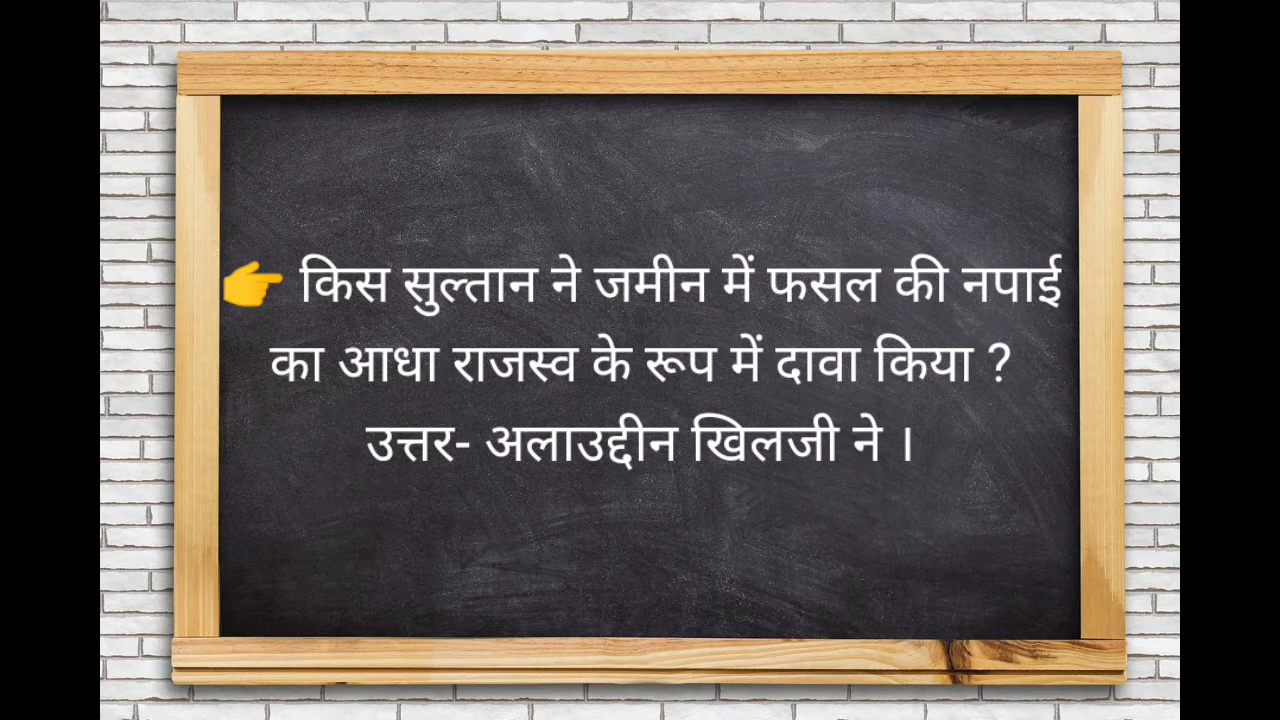 👉 किस सुल्तान ने जमीन में फसल की नपाई
का आधा राजस्व के रूप में दावा किया ?
उत्तर- अलाउद्दीन खिलजी ने ।